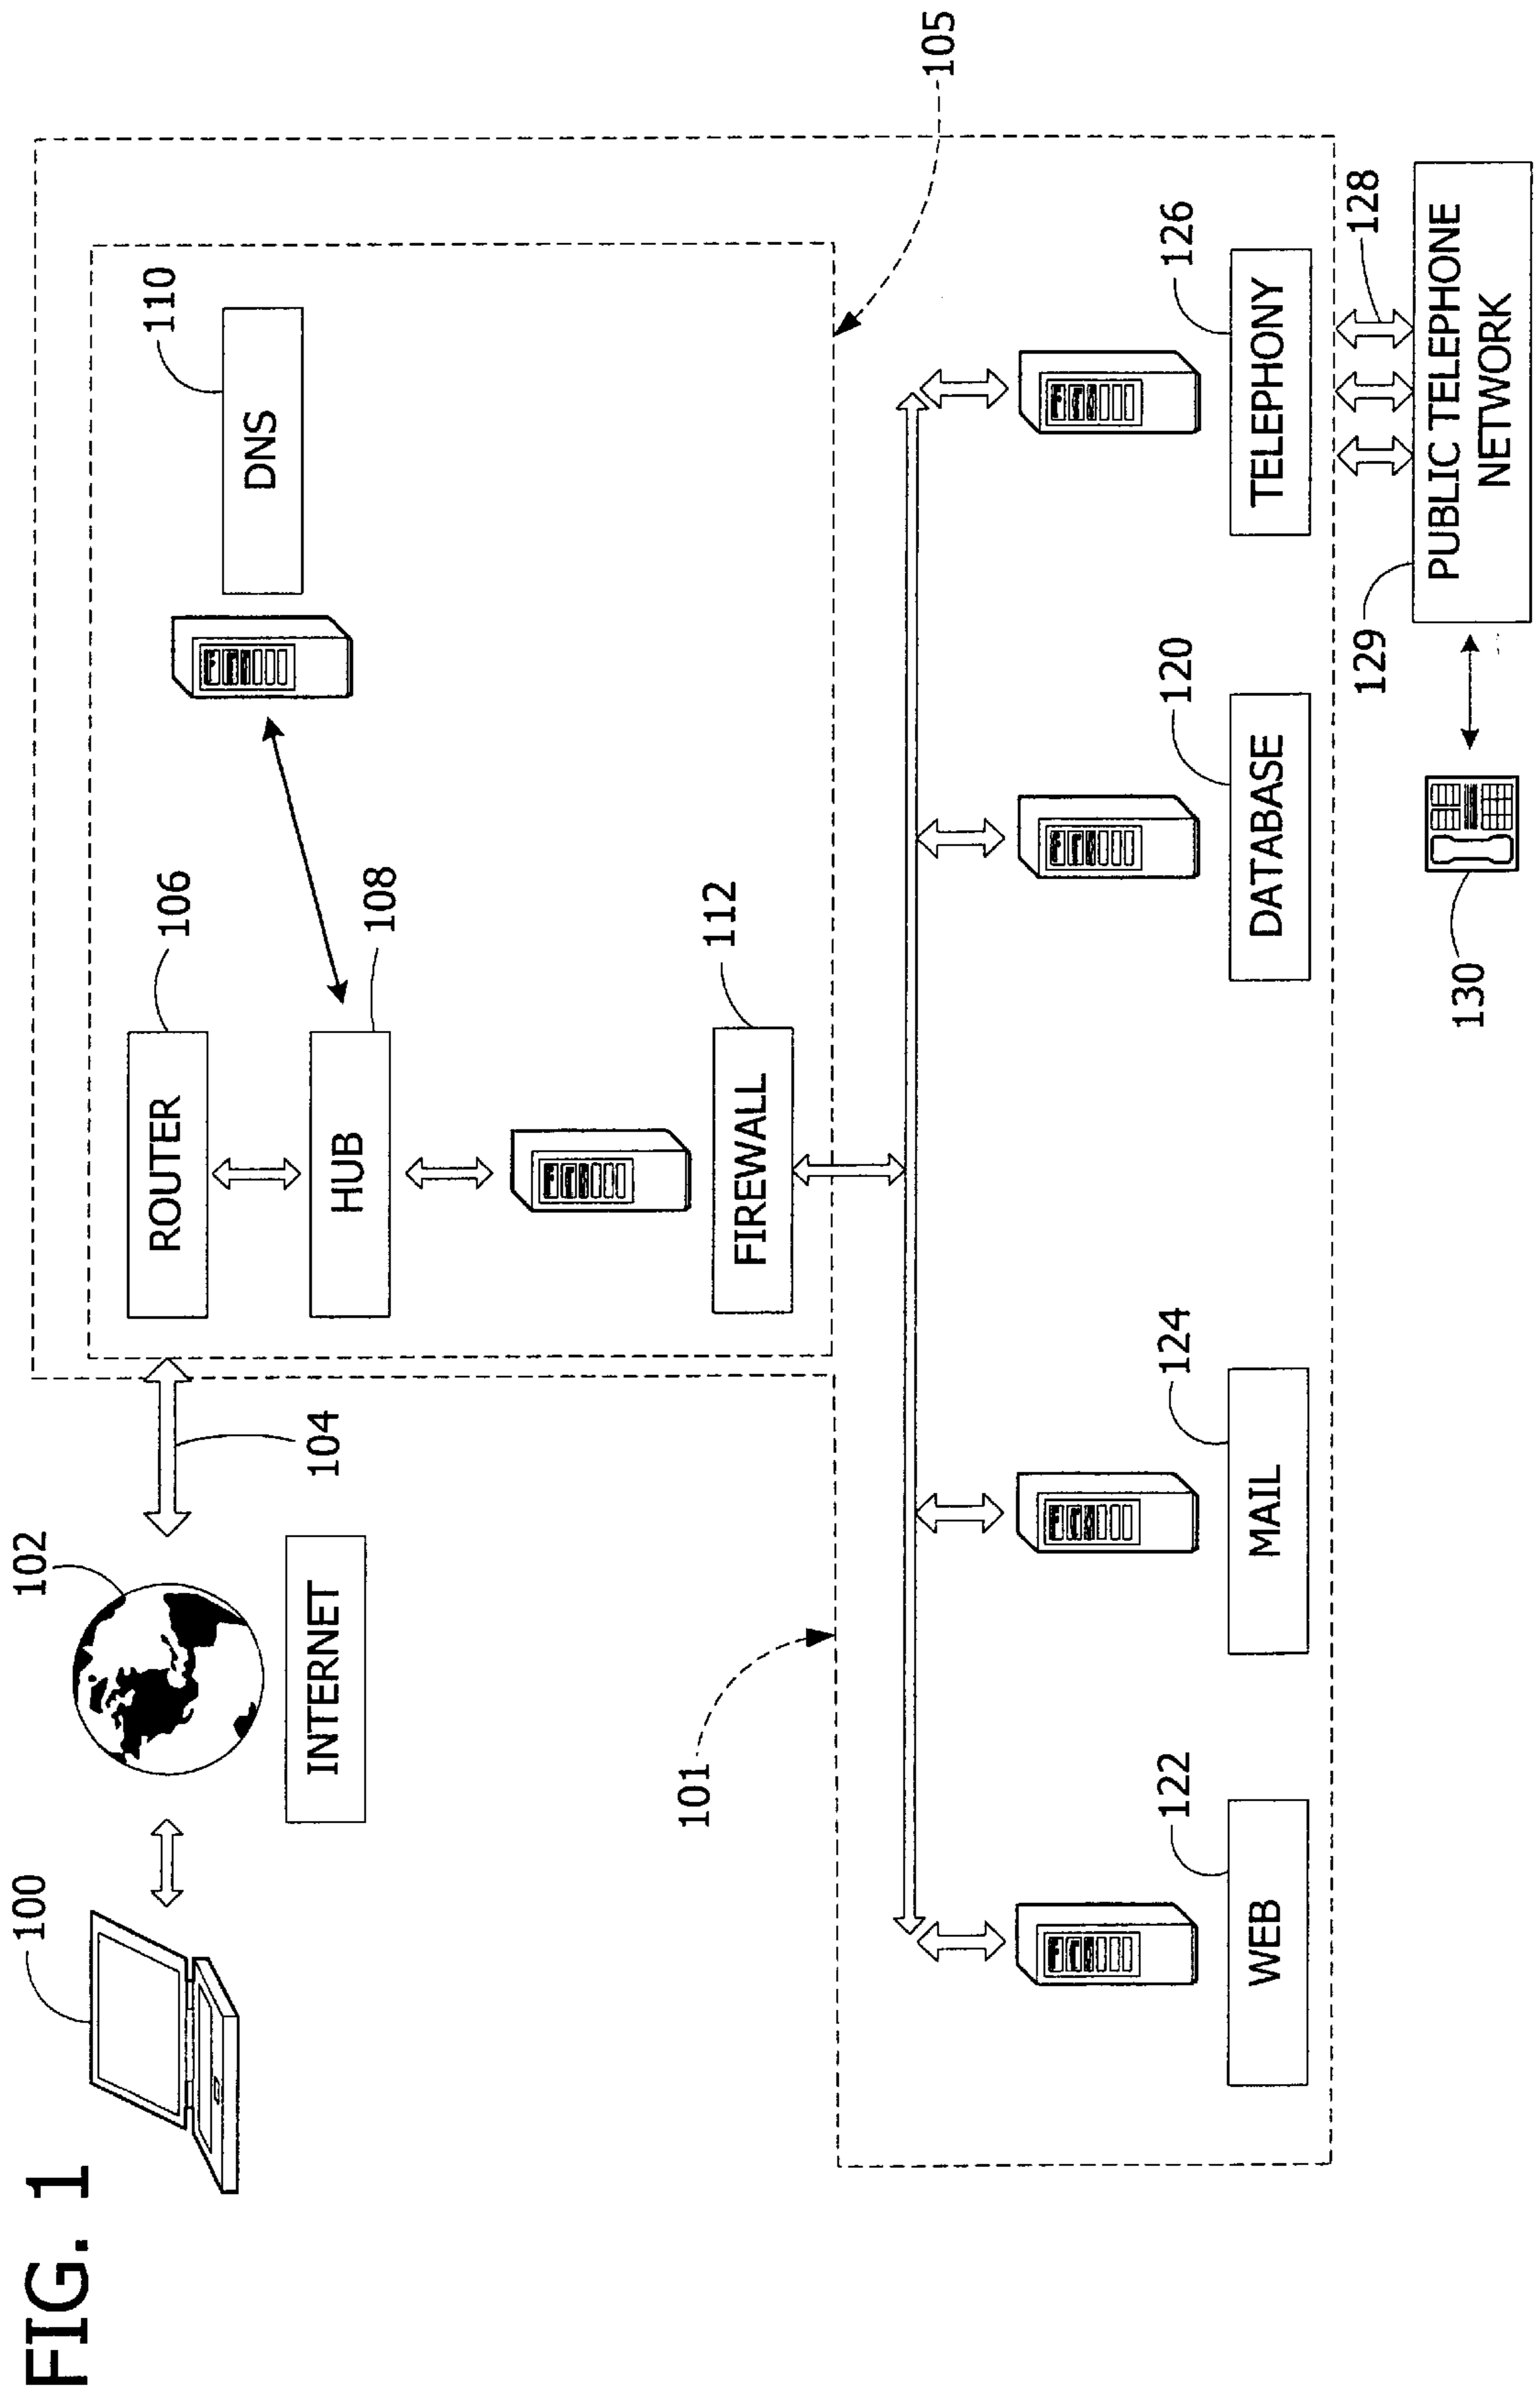 FIG. 1
100
102
INTERNET
104
ROUTER
106
HUB
108
110
DNS
FIREWALL
112
105
101
WEB
122
MAIL
124
DATABASE
120
TELEPHONY
126
128
129
PUBLIC TELEPHONE
NETWORK
130